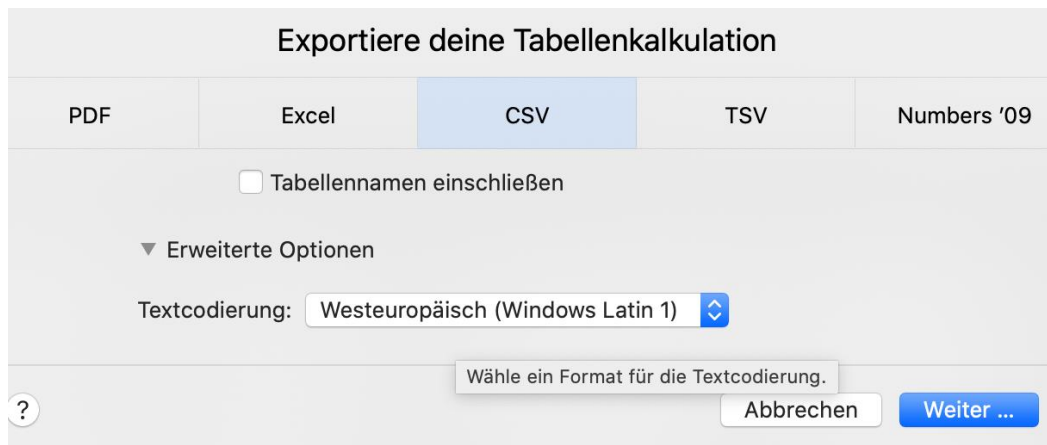 Exportiere deine Tabellenkalkulation
PDF Excel CSV TSV Numbers ’09
Tabellennamen einschließen
Erweiterte Optionen
Textcodierung: Westeuropäisch (Windows Latin 1)
Wähle ein Format für die Textcodierung.
? Abbrechen Weiter ...